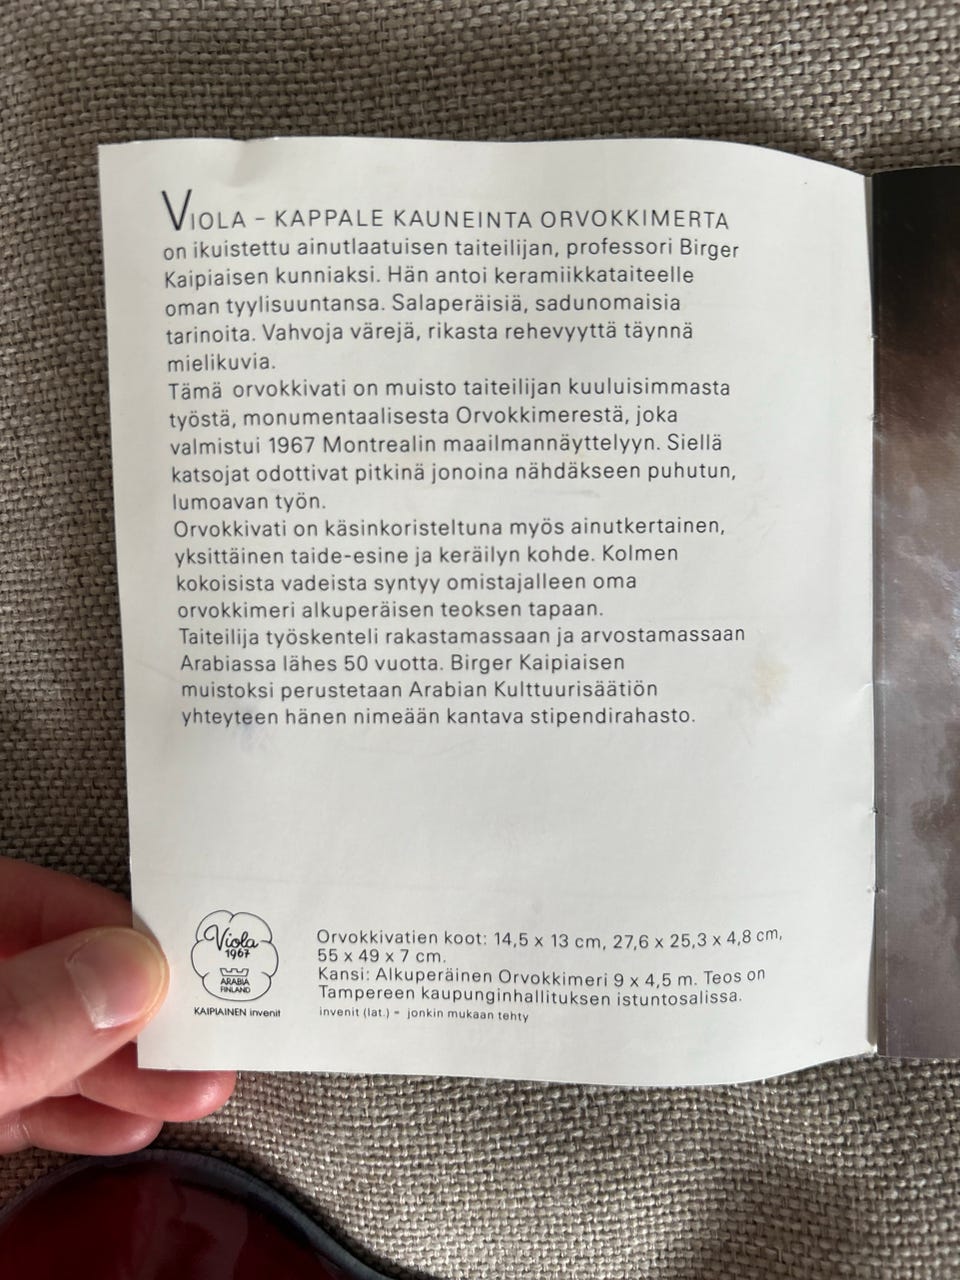 VIOLA – KAPPALE KAUNEINTA ORVOKKIMERTA
on ikuistettu ainutlaatuisen taiteilijan, professori Birger
Kaipiaisen kunniaksi. Hän antoi keramiikkataiteelle
oman tyylisuuntansa. Salaperäisiä, sadunomaisia
tarinoita. Vahvoja värejä, rikasta rehevyyttä täynnä
mielikuvia.
Tämä orvokkivati on muisto taiteilijan kuuluisimmasta
työstä, monumentaalisesta Orvokkimerestä, joka
valmistui 1967 Montrealin maailmannäyttelyyn. Siellä
katsojat odottivat pitkinä jonoina nähdäkseen puhutun,
lumoavan työn.
Orvokkivati on käsinkoristeltuna myös ainutkertainen,
yksittäinen taide-esine ja keräilyn kohde. Kolmen
kokoisista vadeista syntyy omistajalleen oma
orvokkimeri alkuperäisen teoksen tapaan.
Taiteilija työskenteli rakastamassaan ja arvostamassaan
Arabiassa lähes 50 vuotta. Birger Kaipiaisen
muistoksi perustetaan Arabian Kulttuurisäätiön
yhteyteen hänen nimeään kantava stipendirahasto.
Viola
1967
ARABIA
FINLAND
KAIPIAINEN invenit
Orvokkivatien koot: 14,5 x 13 cm, 27,6 x 25,3 x 4,8 cm,
55 x 49 x 7 cm.
Kansi: Alkuperäinen Orvokkimeri 9 x 4,5 m. Teos on
Tampereen kaupunginhallituksen istuntosalissa.
invenit (lat.) = jonkin mukaan tehty